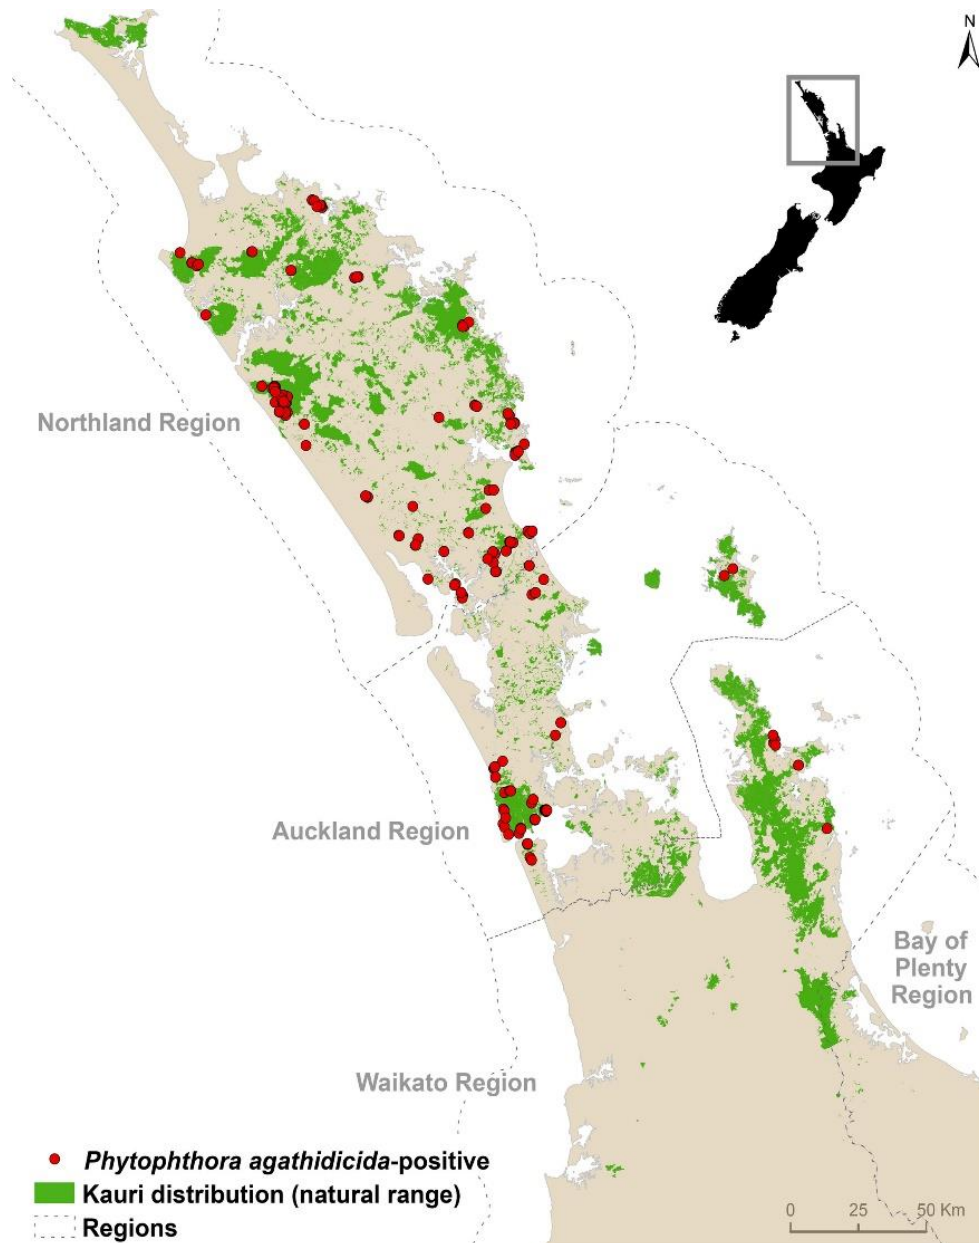 N
Northland Region
Auckland Region
Bay of
Plenty
Region
Waikato Region
Phytophthora agathidicida-positive
Kauri distribution (natural range)
Regions
0 25 50 Km